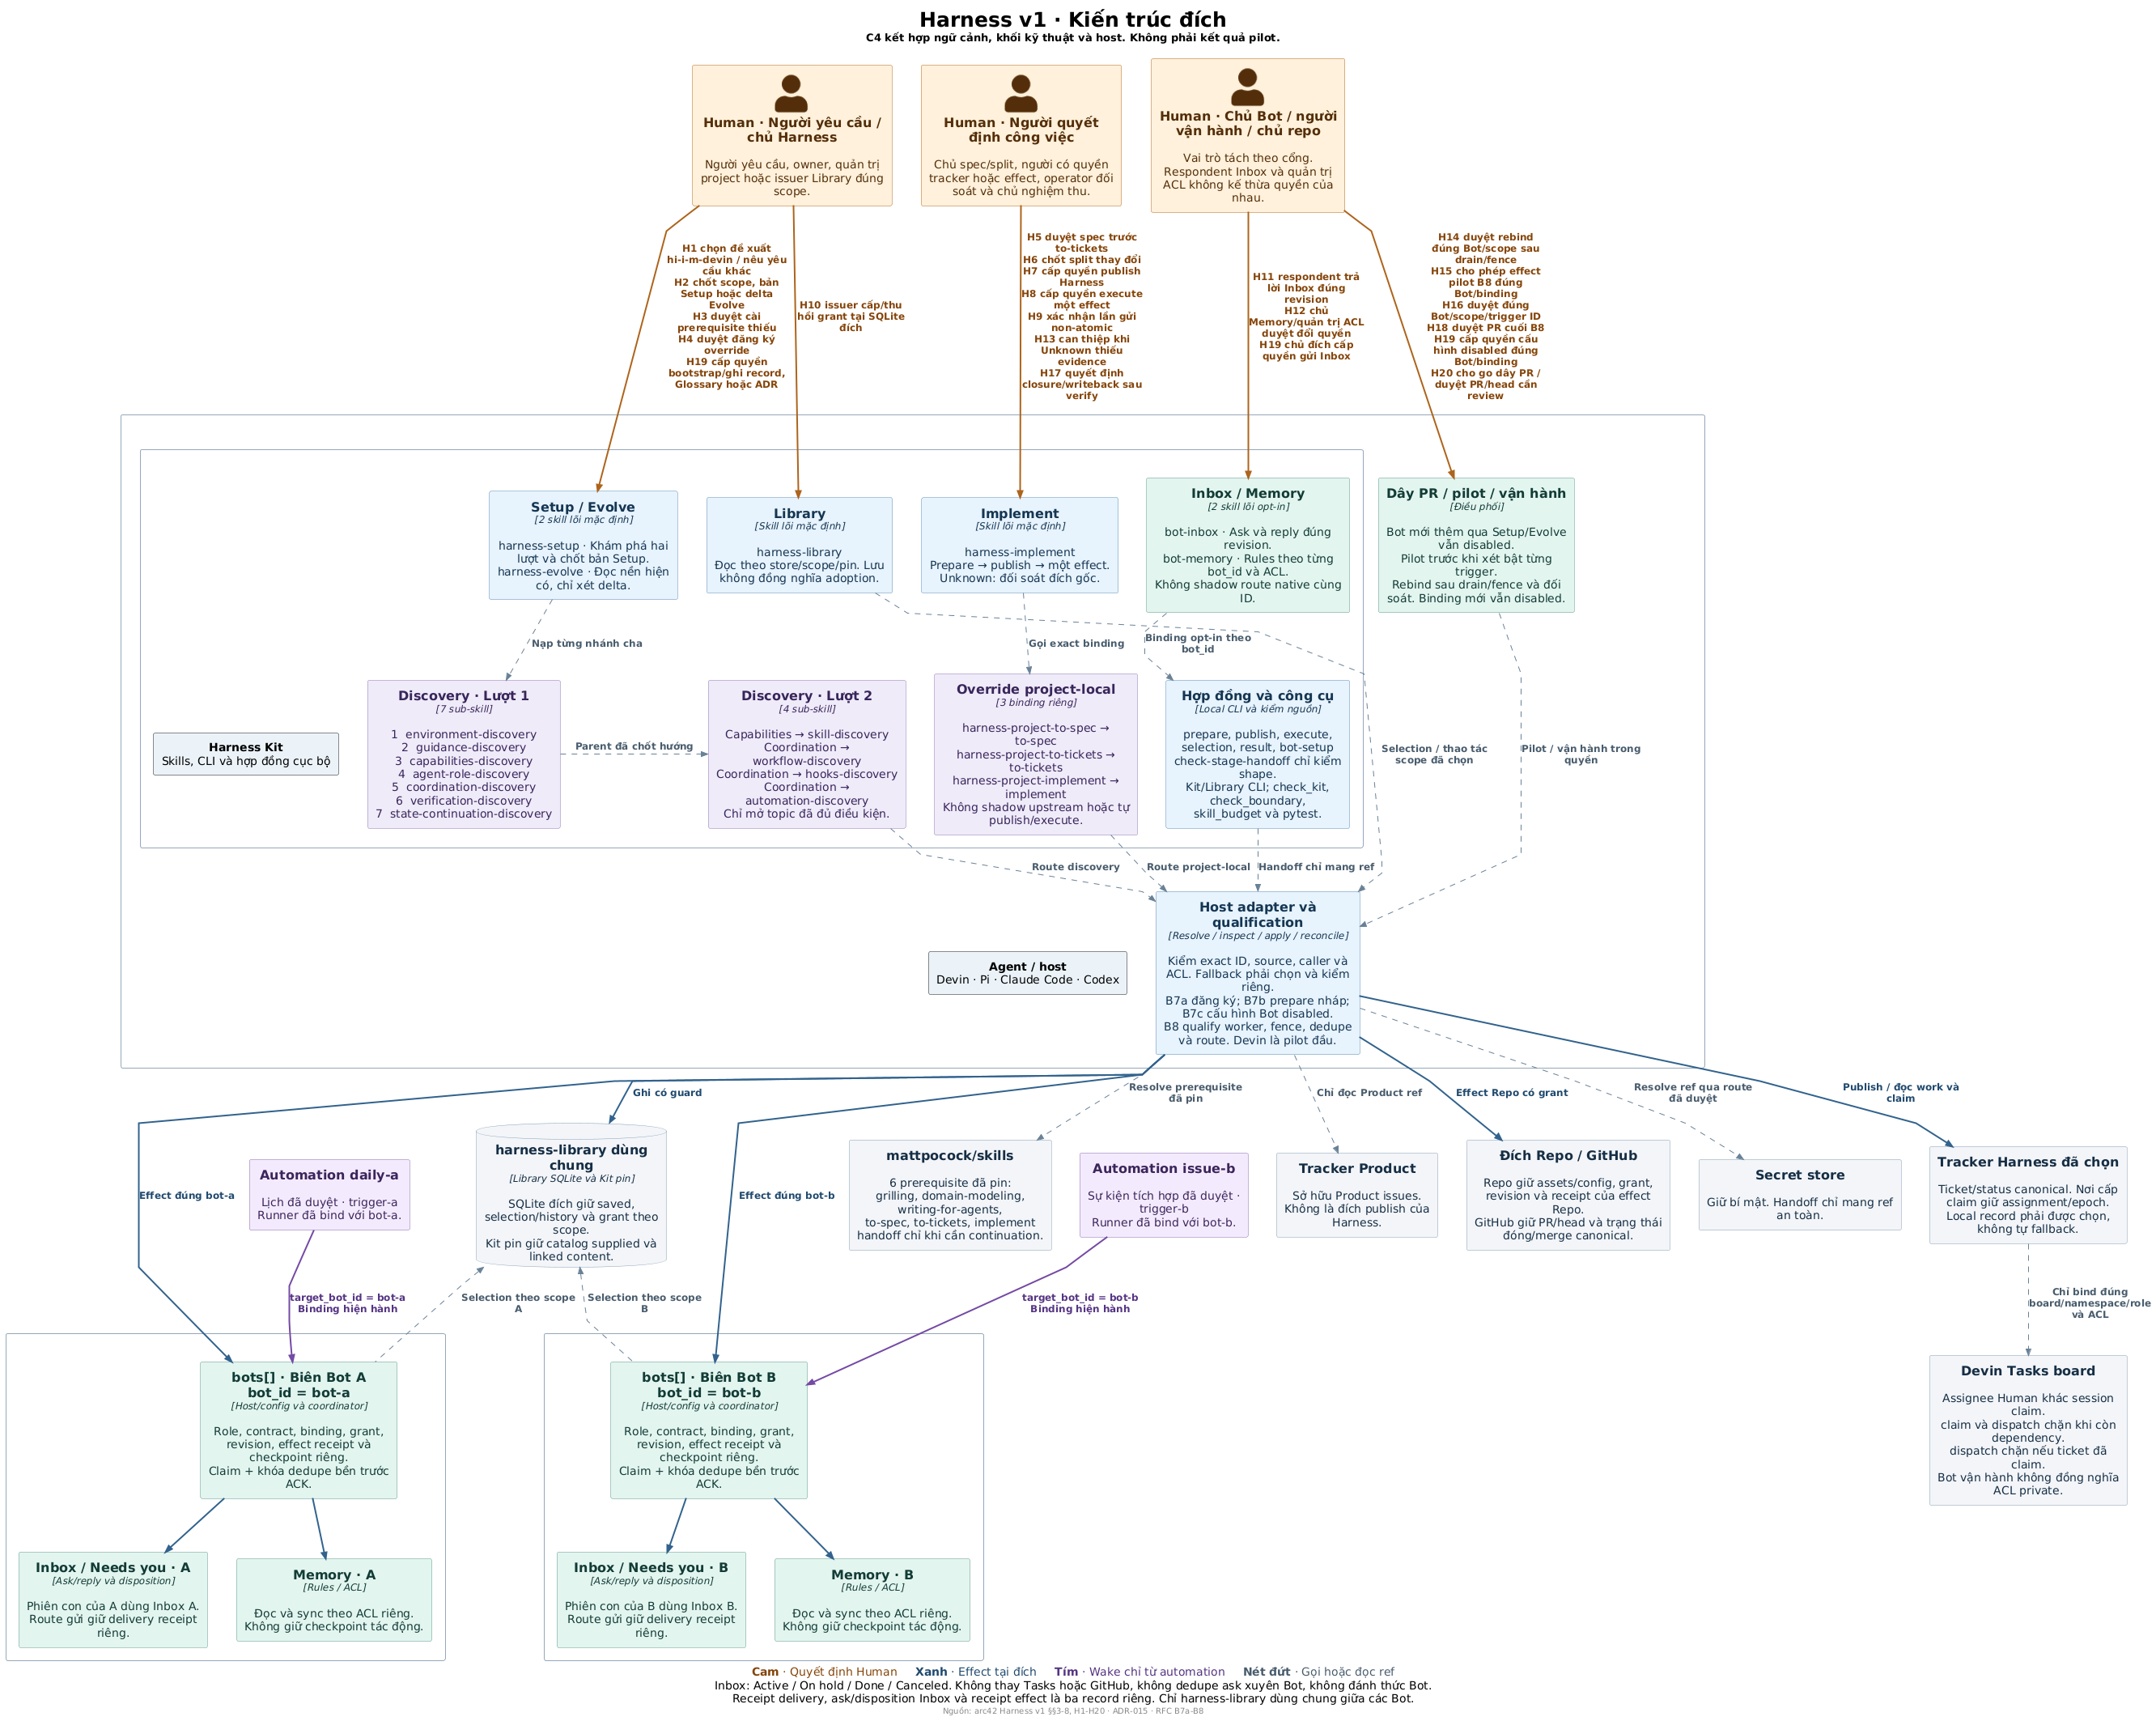 Harness v1 · Kiến trúc đích
C4 kết hợp ngữ cảnh, khối kỹ thuật và host. Không phải kết quả pilot.
Human · Người yêu cầu /
chủ Harness
Người yêu cầu, owner, quản trị
project hoặc issuer Library đúng
scope.
Human · Người quyết
định công việc
Chủ spec/split, người có quyền
tracker hoặc effect, operator đối
soát và chủ nghiệm thu.
Human · Chủ Bot / người
vận hành / chủ repo
Vai trò tách theo cổng.
Respondent Inbox và quản trị
ACL không kế thừa quyền của
nhau.
H1 chọn đề xuất
hi-i-m-devin / nêu yêu
cầu khác
H2 chốt scope, bản
Setup hoặc delta
Evolve
H3 duyệt cài
prerequisite thiếu
H4 duyệt đăng ký
override
H19 cấp quyền
bootstrap/ghi record,
Glossary hoặc ADR
H10 issuer cấp/thu
hồi grant tại SQLite
đích
H5 duyệt spec trước
to-tickets
H6 chốt split thay đổi
H7 cấp quyền publish
Harness
H8 cấp quyền execute
một effect
H9 xác nhận lần gửi
non-atomic
H13 can thiệp khi
Unknown thiếu
evidence
H17 quyết định
closure/writeback sau
verify
H11 respondent trả
lời Inbox đúng
revision
H12 chủ
Memory/quản trị ACL
duyệt đổi quyền
H19 chủ đích cấp
quyền gửi Inbox
H14 duyệt rebind
đúng Bot/scope sau
drain/fence
H15 cho phép effect
pilot B8 đúng
Bot/binding
H16 duyệt đúng
Bot/scope/trigger ID
H18 duyệt PR cuối B8
H19 cấp quyền cấu
hình disabled đúng
Bot/binding
H20 cho go dây PR /
duyệt PR/head cần
review
Setup / Evolve
[2 skill lõi mặc định]
harness-setup · Khám phá hai
lượt và chốt bản Setup.
harness-evolve · Đọc nền hiện
có, chỉ xét delta.
Library
[Skill lõi mặc định]
harness-library
Đọc theo store/scope/pin. Lưu
không đồng nghĩa adoption.
Implement
[Skill lõi mặc định]
harness-implement
Prepare → publish → một effect.
Unknown: đối soát đích gốc.
Inbox / Memory
[2 skill lõi opt-in]
bot-inbox · Ask và reply đúng
revision.
bot-memory · Rules theo từng
bot_id và ACL.
Không shadow route native cùng
ID.
Dây PR / pilot / vận hành
[Điều phối]
Bot mới thêm qua Setup/Evolve
vẫn disabled.
Pilot trước khi xét bật từng
trigger.
Rebind sau drain/fence và đối
soát. Binding mới vẫn disabled.
Nạp từng nhánh cha
Gọi exact binding
Binding opt-in theo
bot_id
Harness Kit
Skills, CLI và hợp đồng cục bộ
Discovery · Lượt 1
[7 sub-skill]
1 environment-discovery
2 guidance-discovery
3 capabilities-discovery
4 agent-role-discovery
5 coordination-discovery
6 verification-discovery
7 state-continuation-discovery
Parent đã chốt hướng
Discovery · Lượt 2
[4 sub-skill]
Capabilities → skill-discovery
Coordination →
workflow-discovery
Coordination → hooks-discovery
Coordination →
automation-discovery
Chỉ mở topic đã đủ điều kiện.
Override project-local
[3 binding riêng]
harness-project-to-spec →
to-spec
harness-project-to-tickets →
to-tickets
harness-project-implement →
implement
Không shadow upstream hoặc tự
publish/execute.
Hợp đồng và công cụ
[Local CLI và kiểm nguồn]
prepare, publish, execute,
selection, result, bot-setup
check-stage-handoff chỉ kiểm
shape.
Kit/Library CLI; check_kit,
check_boundary,
skill_budget và pytest.
Selection / thao tác
scope đã chọn
Pilot / vận hành trong
quyền
Route discovery
Route project-local
Handoff chỉ mang ref
Agent / host
Devin · Pi · Claude Code · Codex
Host adapter và
qualification
[Resolve / inspect / apply / reconcile]
Kiểm exact ID, source, caller và
ACL. Fallback phải chọn và kiểm
riêng.
B7a đăng ký; B7b prepare nháp;
B7c cấu hình Bot disabled.
B8 qualify worker, fence, dedupe
và route. Devin là pilot đầu.
Ghi có guard
Resolve prerequisite
đã pin
Chỉ đọc Product ref
Effect Repo có grant
Resolve ref qua route
đã duyệt
Publish / đọc work và
claim
Effect đúng bot-a
Automation daily-a
Lịch đã duyệt · trigger-a
Runner đã bind với bot-a.
harness-library dùng
chung
[Library SQLite và Kit pin]
SQLite đích giữ saved,
selection/history và grant theo
scope.
Kit pin giữ catalog supplied và
linked content.
Effect đúng bot-b
mattpocock/skills
6 prerequisite đã pin:
grilling, domain-modeling,
writing-for-agents,
to-spec, to-tickets, implement
handoff chỉ khi cần continuation.
Automation issue-b
Sự kiện tích hợp đã duyệt ·
trigger-b
Runner đã bind với bot-b.
Tracker Product
Sở hữu Product issues.
Không là đích publish của
Harness.
Đích Repo / GitHub
Repo giữ assets/config, grant,
revision và receipt của effect
Repo.
GitHub giữ PR/head và trạng thái
đóng/merge canonical.
Secret store
Giữ bí mật. Handoff chỉ mang ref
an toàn.
Tracker Harness đã chọn
Ticket/status canonical. Nơi cấp
claim giữ assignment/epoch.
Local record phải được chọn,
không tự fallback.
target_bot_id = bot-a
Binding hiện hành
Selection theo scope
A
Selection theo scope
B
target_bot_id = bot-b
Binding hiện hành
Chỉ bind đúng
board/namespace/role
và ACL
bots[] · Biên Bot A
bot_id = bot-a
[Host/config và coordinator]
Role, contract, binding, grant,
revision, effect receipt và
checkpoint riêng.
Claim + khóa dedupe bền trước
ACK.
bots[] · Biên Bot B
bot_id = bot-b
[Host/config và coordinator]
Role, contract, binding, grant,
revision, effect receipt và
checkpoint riêng.
Claim + khóa dedupe bền trước
ACK.
Devin Tasks board
Assignee Human khác session
claim.
claim và dispatch chặn khi còn
dependency.
dispatch chặn nếu ticket đã
claim.
Bot vận hành không đồng nghĩa
ACL private.
Inbox / Needs you · A
[Ask/reply và disposition]
Phiên con của A dùng Inbox A.
Route gửi giữ delivery receipt
riêng.
Memory · A
[Rules / ACL]
Đọc và sync theo ACL riêng.
Không giữ checkpoint tác động.
Inbox / Needs you · B
[Ask/reply và disposition]
Phiên con của B dùng Inbox B.
Route gửi giữ delivery receipt
riêng.
Memory · B
[Rules / ACL]
Đọc và sync theo ACL riêng.
Không giữ checkpoint tác động.
Cam · Quyết định Human Xanh · Effect tại đích Tím · Wake chỉ từ automation Nét đứt · Gọi hoặc đọc ref
Inbox: Active / On hold / Done / Canceled. Không thay Tasks hoặc GitHub, không dedupe ask xuyên Bot, không đánh thức Bot.
Receipt delivery, ask/disposition Inbox và receipt effect là ba record riêng. Chỉ harness-library dùng chung giữa các Bot.
Nguồn: arc42 Harness v1 §§3-8, H1-H20 · ADR-015 · RFC B7a-B8